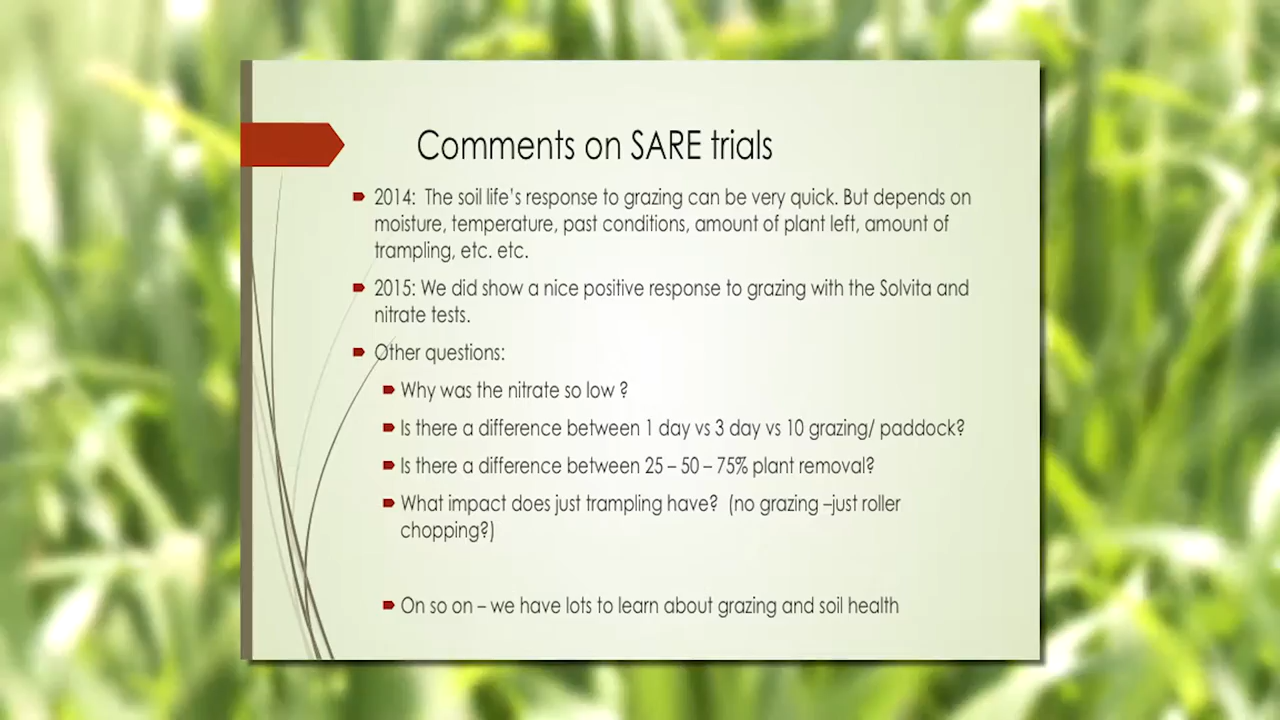 Comments on SARE trials
2014:  The soil life's response to grazing can be very quick. But depends on
moisture, temperature, past conditions, amount of plant left, amount of
trampling, etc. etc.
2015: We did show a nice positive response to grazing with the Solvita and
nitrate tests.
Other questions:
Why was the nitrate so low ?
Is there a difference between 1 day vs 3 day vs 10 grazing/ paddock?
Is there a difference between 25 – 50 – 75% plant removal?
What impact does just trampling have?  (no grazing –just roller
chopping?)
On so on – we have lots to learn about grazing and soil health